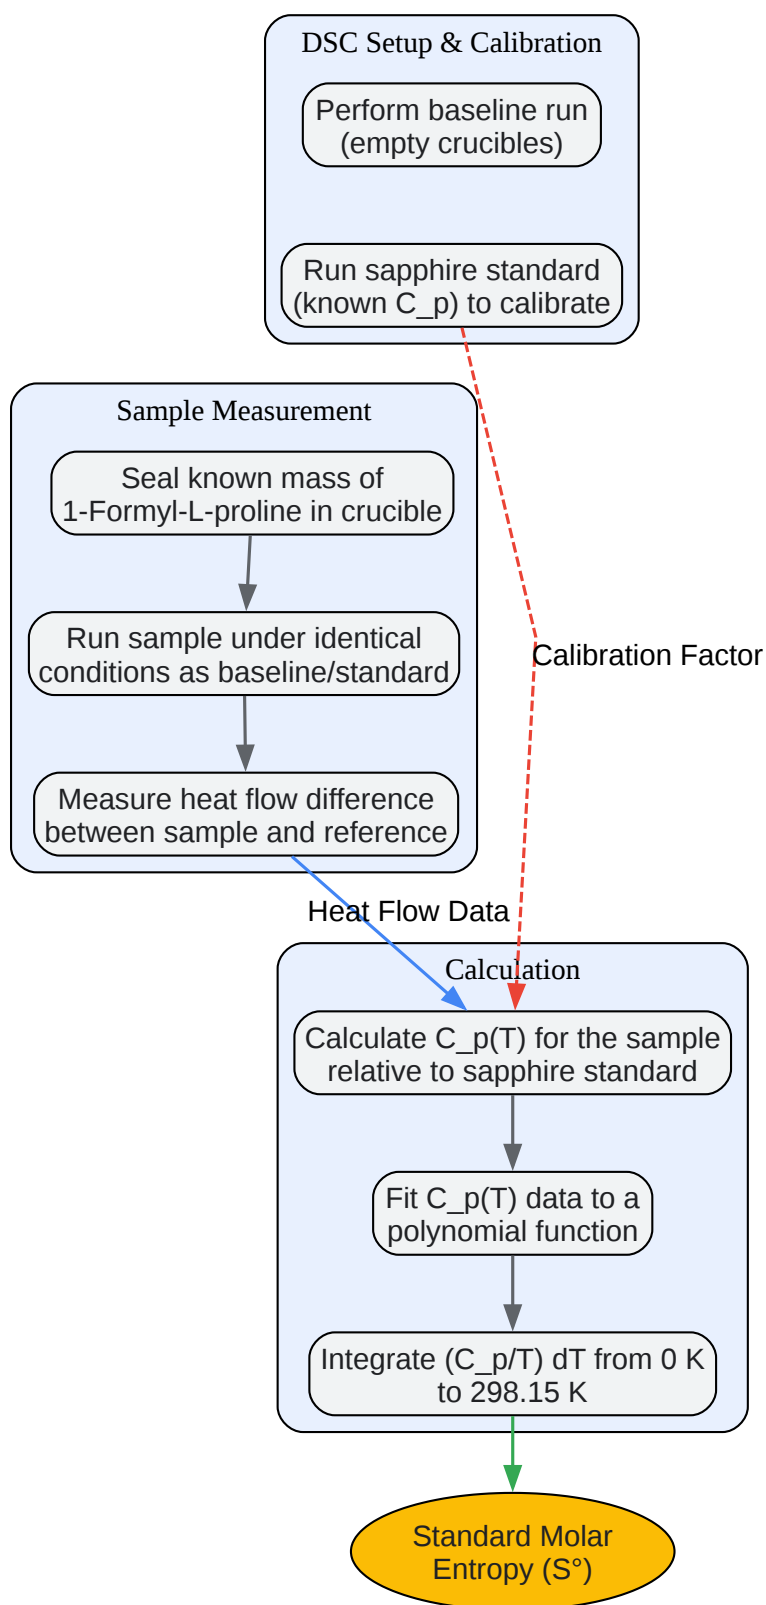 DSC Setup & Calibration
Perform baseline run
(empty crucibles)
Run sapphire standard
(known C_p) to calibrate
Sample Measurement
Seal known mass of
1-Formyl-L-proline in crucible
Run sample under identical
conditions as baseline/standard
Calibration Factor
Measure heat flow difference
between sample and reference
Heat Flow Data
Calculation
Calculate C_p(T) for the sample
relative to sapphire standard
Fit C_p(T) data to a
polynomial function
Integrate (C_p/T) dT from 0 K
to 298.15 K
Standard Molar
Entropy (S°)